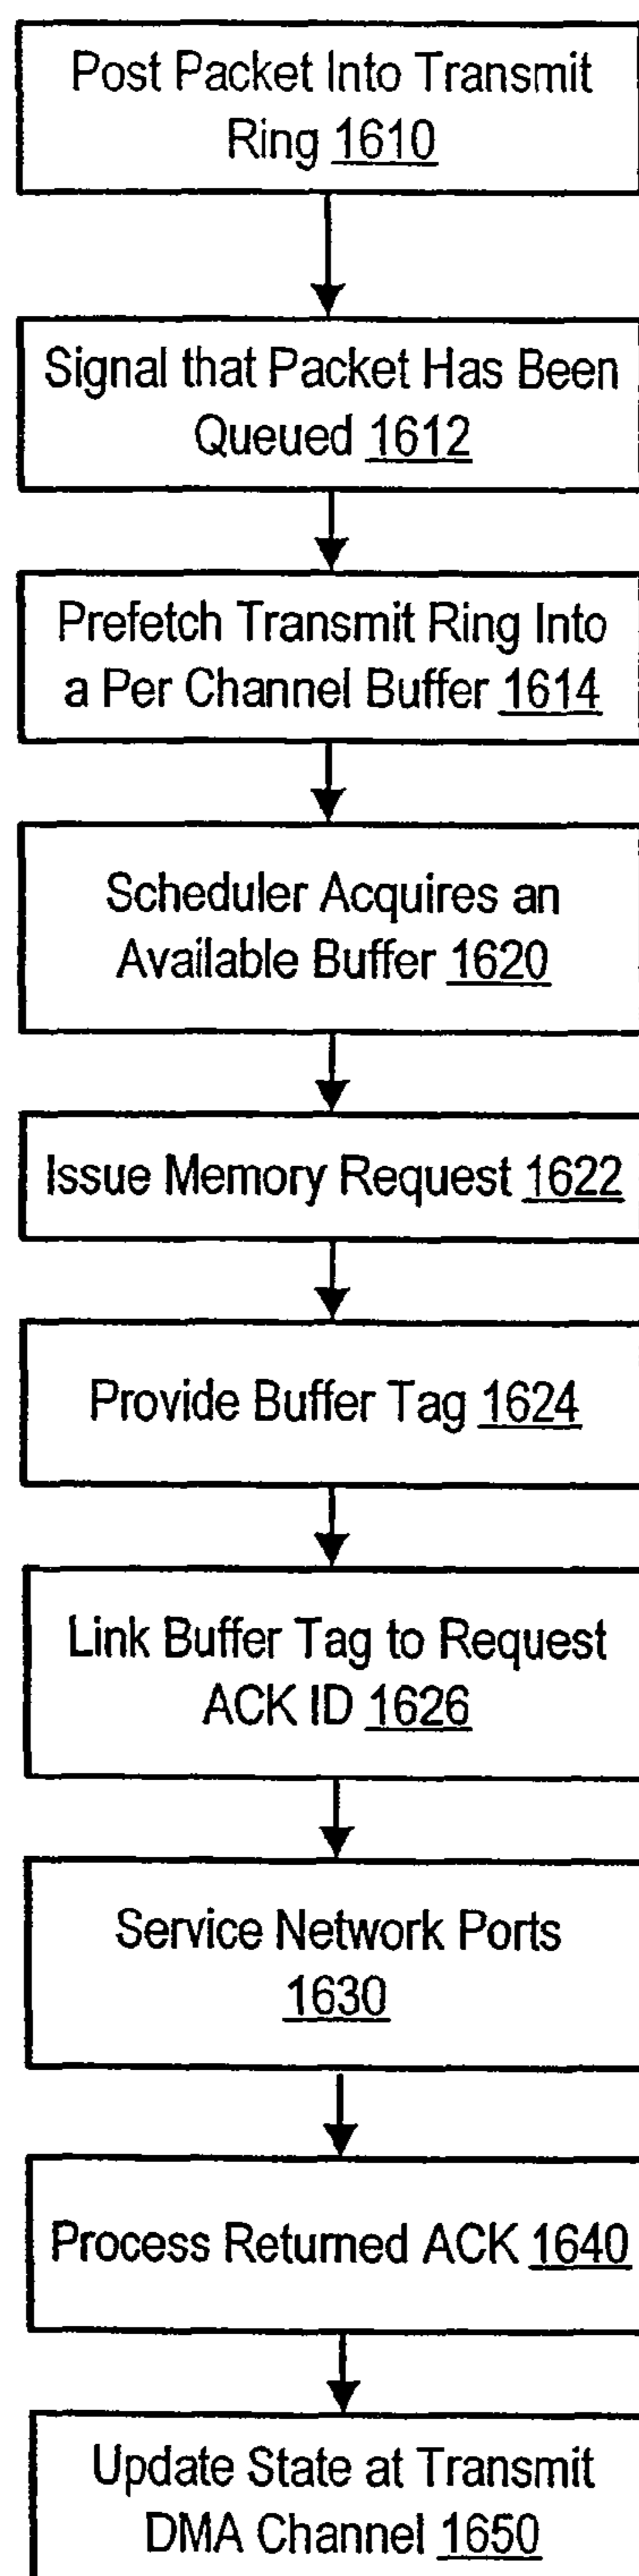 Post Packet Into Transmit
Ring 1610
Signal that Packet Has Been
Queued 1612
Prefetch Transmit Ring Into
a Per Channel Buffer 1614
Scheduler Acquires an
Available Buffer 1620
Issue Memory Request 1622
Provide Buffer Tag 1624
Link Buffer Tag to Request
ACK ID 1626
Service Network Ports
1630
Process Returned ACK 1640
Update State at Transmit
DMA Channel 1650